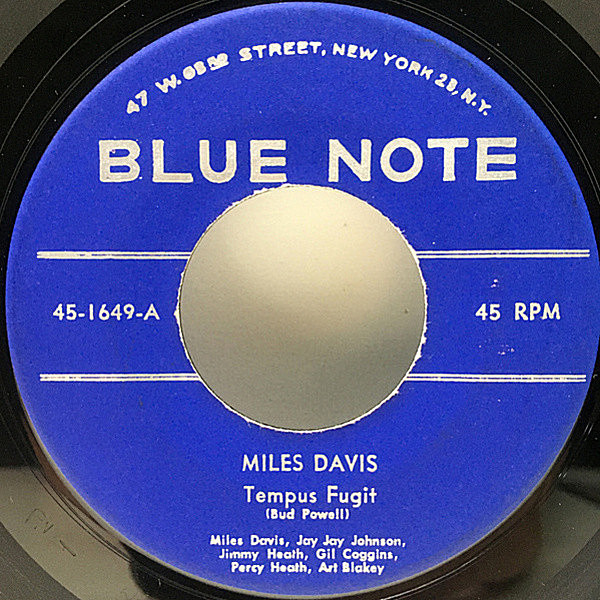 47 W. 63RD STREET, NEW YORK 23, N.Y.
BLUE NOTE
45-1649-A
45 RPM
MILES DAVIS
Tempus Fugit
(Bud Powell)
Miles Davis, Jay Jay Johnson,
Jimmy Heath, Gil Coggins,
Percy Heath, Art Blakey